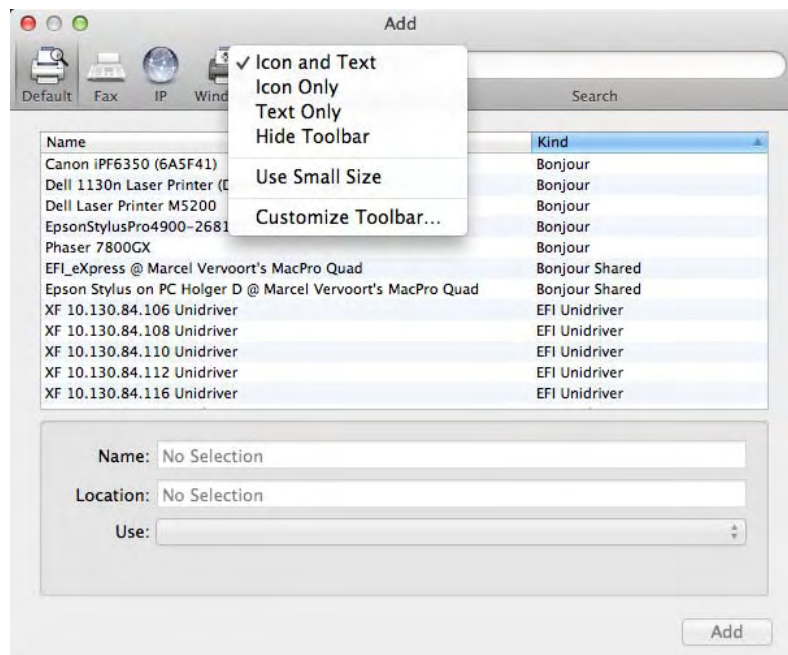 Add
✓ Icon and Text
Icon Only
Text Only
Hide Toolbar
Use Small Size
Customize Toolbar...
Default Fax IP Wind
Search
Name Kind
Canon iPF6350 (6A5F41) Bonjour
Dell 1130n Laser Printer (D Bonjour
Dell Laser Printer M5200 Bonjour
EpsonStylusPro4900-2681 Bonjour
Phaser 7800GX Bonjour
EFI_eXpress @ Marcel Vervoort's MacPro Quad Bonjour Shared
Epson Stylus on PC Holger D @ Marcel Vervoort's MacPro Quad Bonjour Shared
XF 10.130.84.106 Unidriver EFI Unidriver
XF 10.130.84.108 Unidriver EFI Unidriver
XF 10.130.84.110 Unidriver EFI Unidriver
XF 10.130.84.112 Unidriver EFI Unidriver
XF 10.130.84.116 Unidriver EFI Unidriver
Name: No Selection
Location: No Selection
Use:
Add